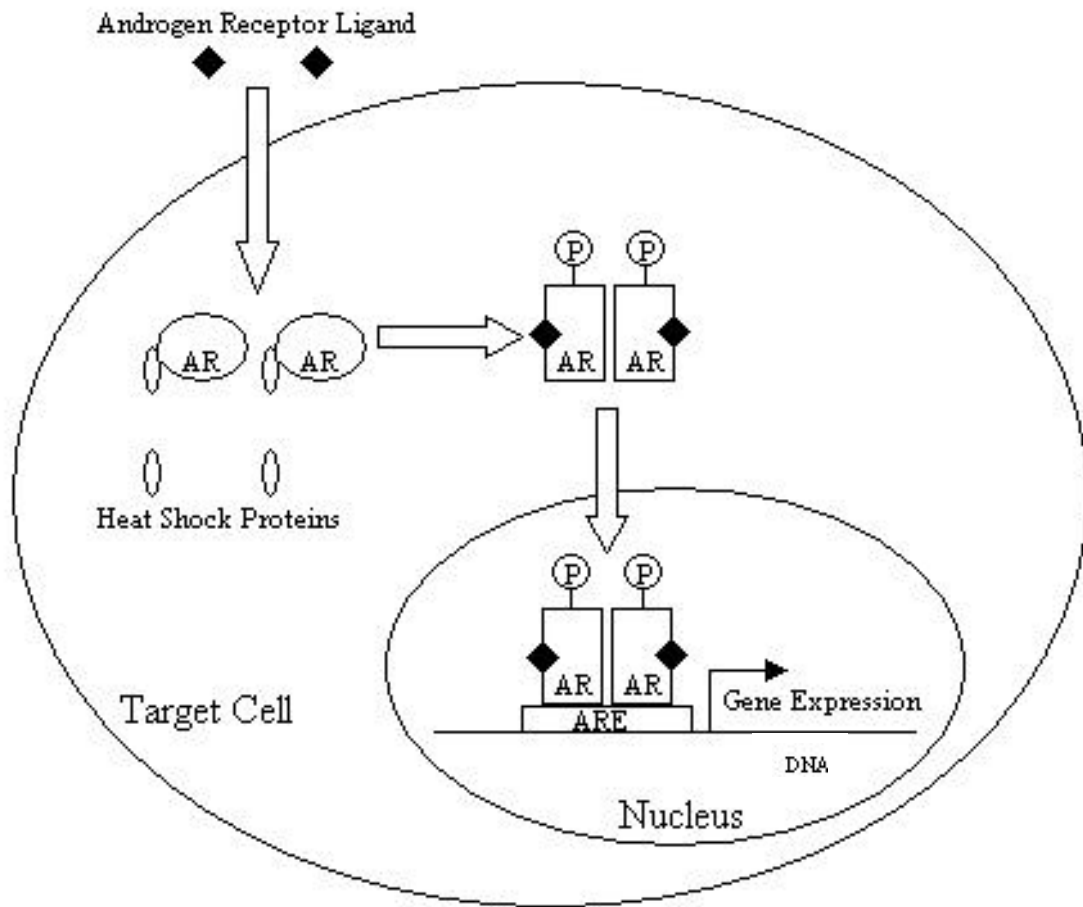 Androgen Receptor Ligand
P P
AR AR
AR AR
Heat Shock Proteins
P P
AR AR
Gene Expression
Target Cell
ARE
DNA
Nucleus